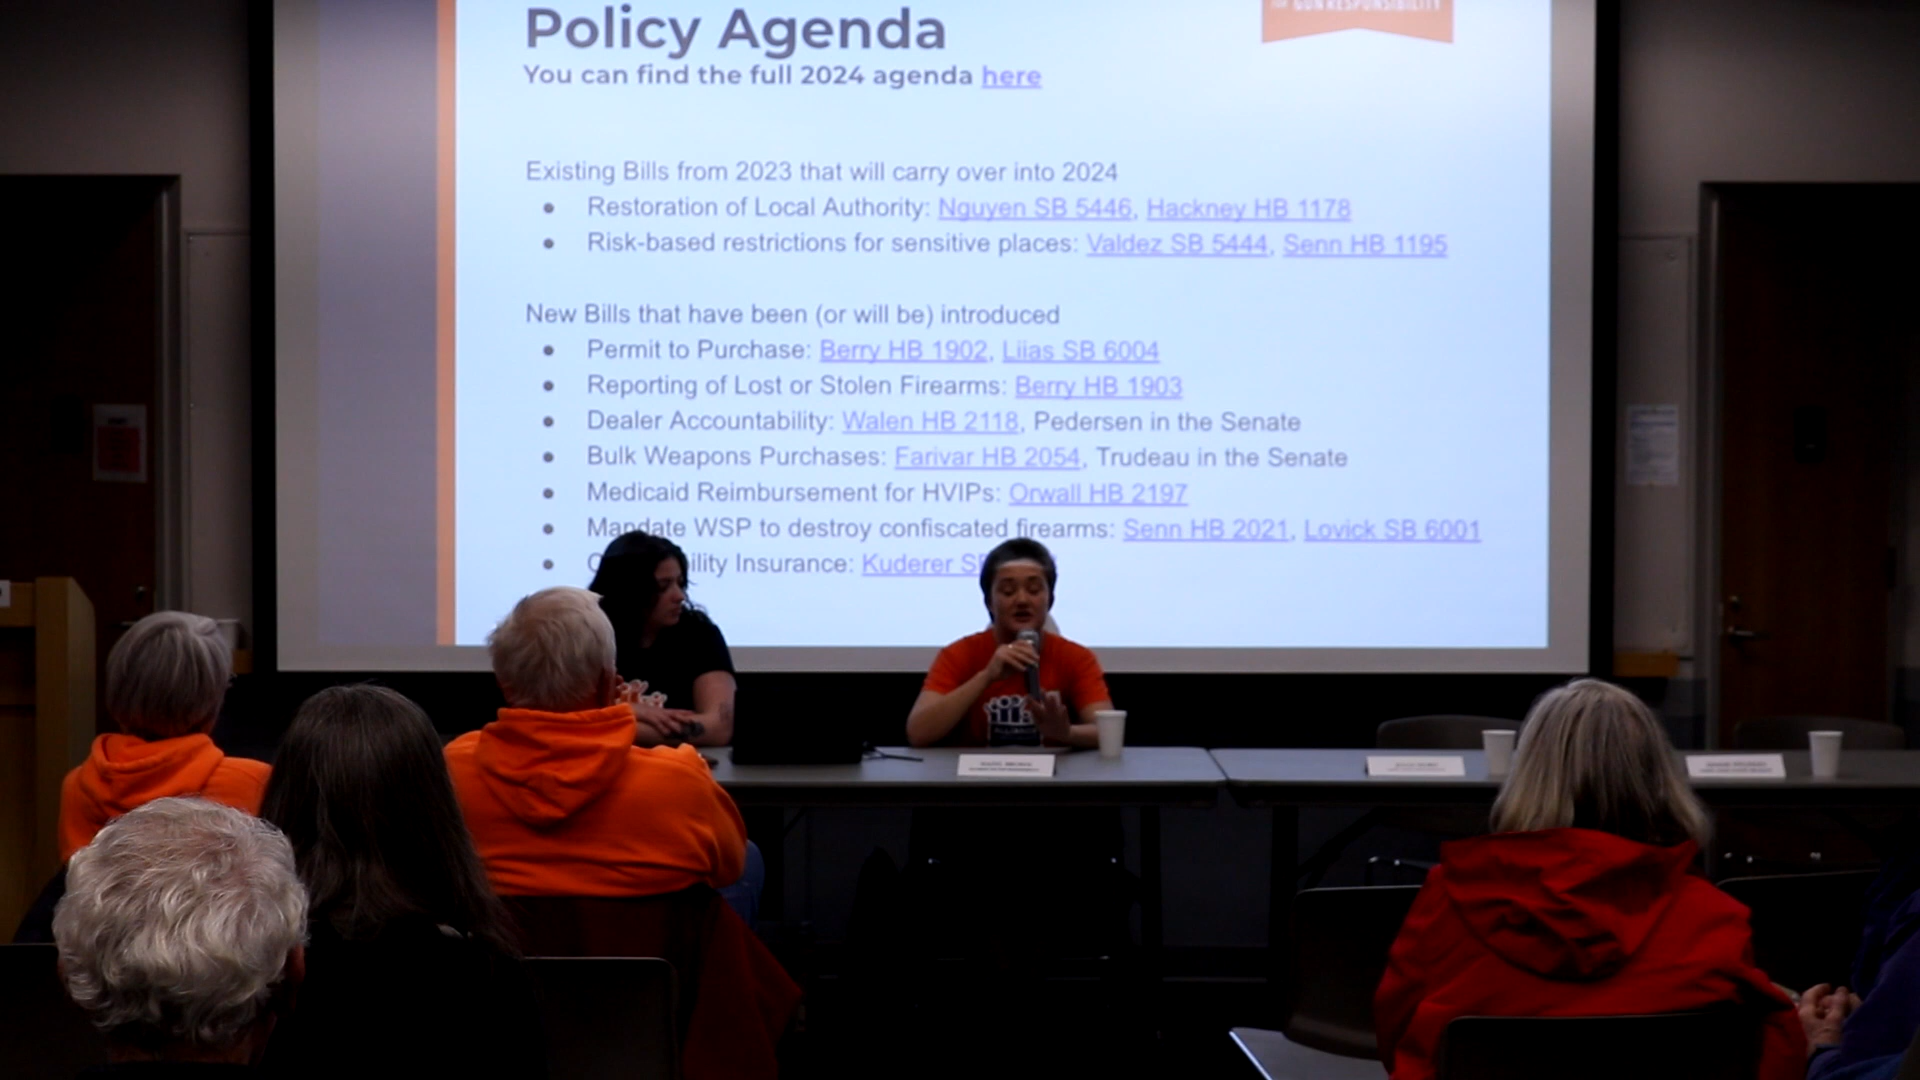 FOR GUN RESPONSIBILITY
Policy Agenda
You can find the full 2024 agenda here
Existing Bills from 2023 that will carry over into 2024
• Restoration of Local Authority: Nguyen SB 5446, Hackney HB 1178
• Risk-based restrictions for sensitive places: Valdez SB 5444, Senn HB 1195
New Bills that have been (or will be) introduced
• Permit to Purchase: Berry HB 1902, Liias SB 6004
• Reporting of Lost or Stolen Firearms: Berry HB 1903
• Dealer Accountability: Walen HB 2118, Pedersen in the Senate
• Bulk Weapons Purchases: Farivar HB 2054, Trudeau in the Senate
• Medicaid Reimbursement for HVIPs: Orwall HB 2197
• Mandate WSP to destroy confiscated firearms: Senn HB 2021, Lovick SB 6001
• Insurance: Kuderer